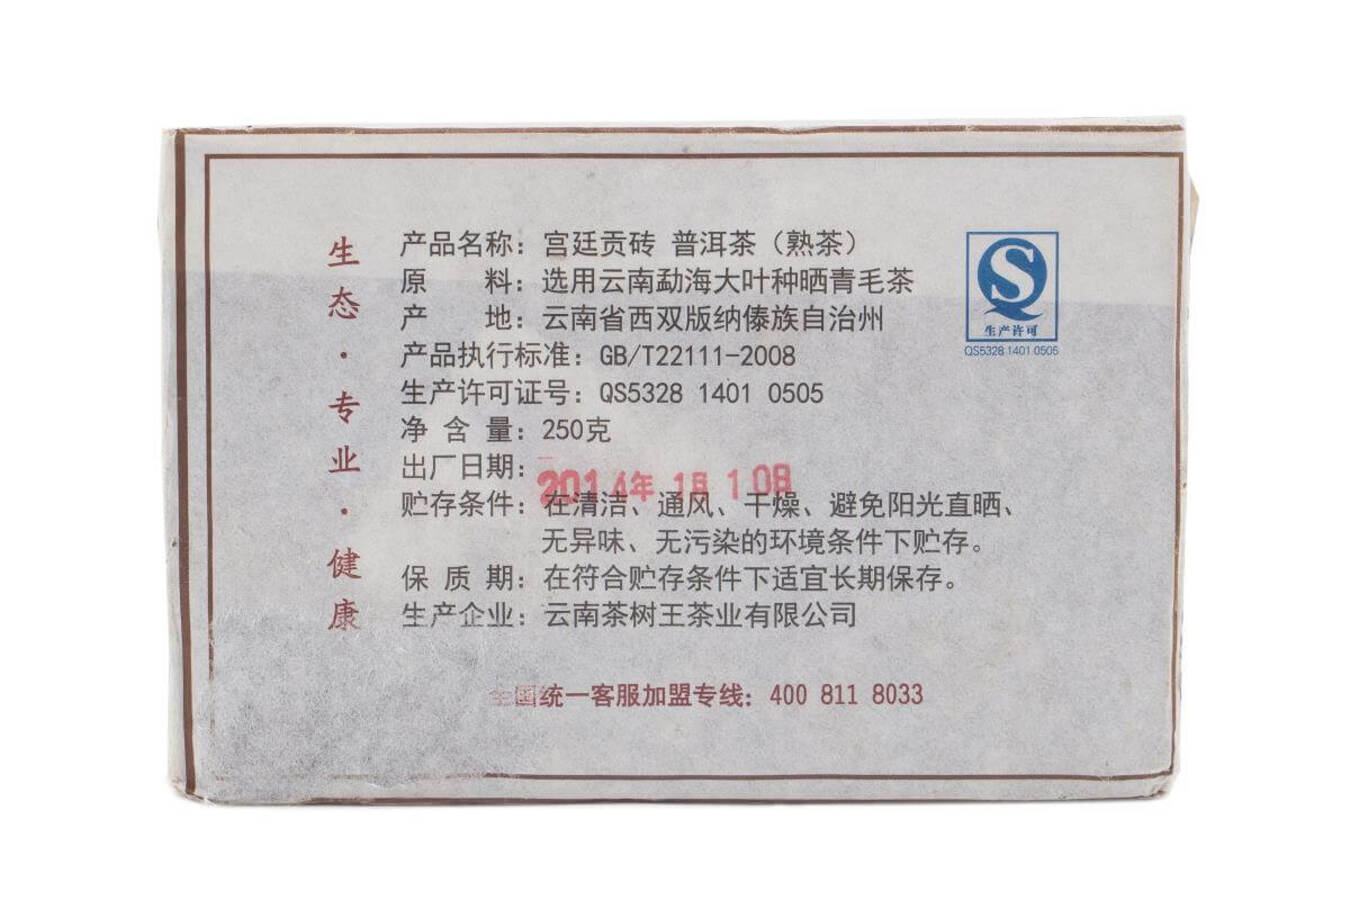 生态·专业·健康
产品名称：宫廷贡砖 普洱茶（熟茶）
原 料：选用云南勐海大叶种晒青毛茶
产 地：云南省西双版纳傣族自治州
产品执行标准：GB/T22111-2008
生产许可证号：QS5328 1401 0505
净 含 量：250克
出厂日期：
2014年 1月 10日
贮存条件：在清洁、通风、干燥、避免阳光直晒、
无异味、无污染的环境条件下贮存。
保 质 期：在符合贮存条件下适宜长期保存。
生产企业：云南茶树王茶业有限公司
全国统一客服加盟专线：400 811 8033
S
生产许可
QS5328 1401 0505